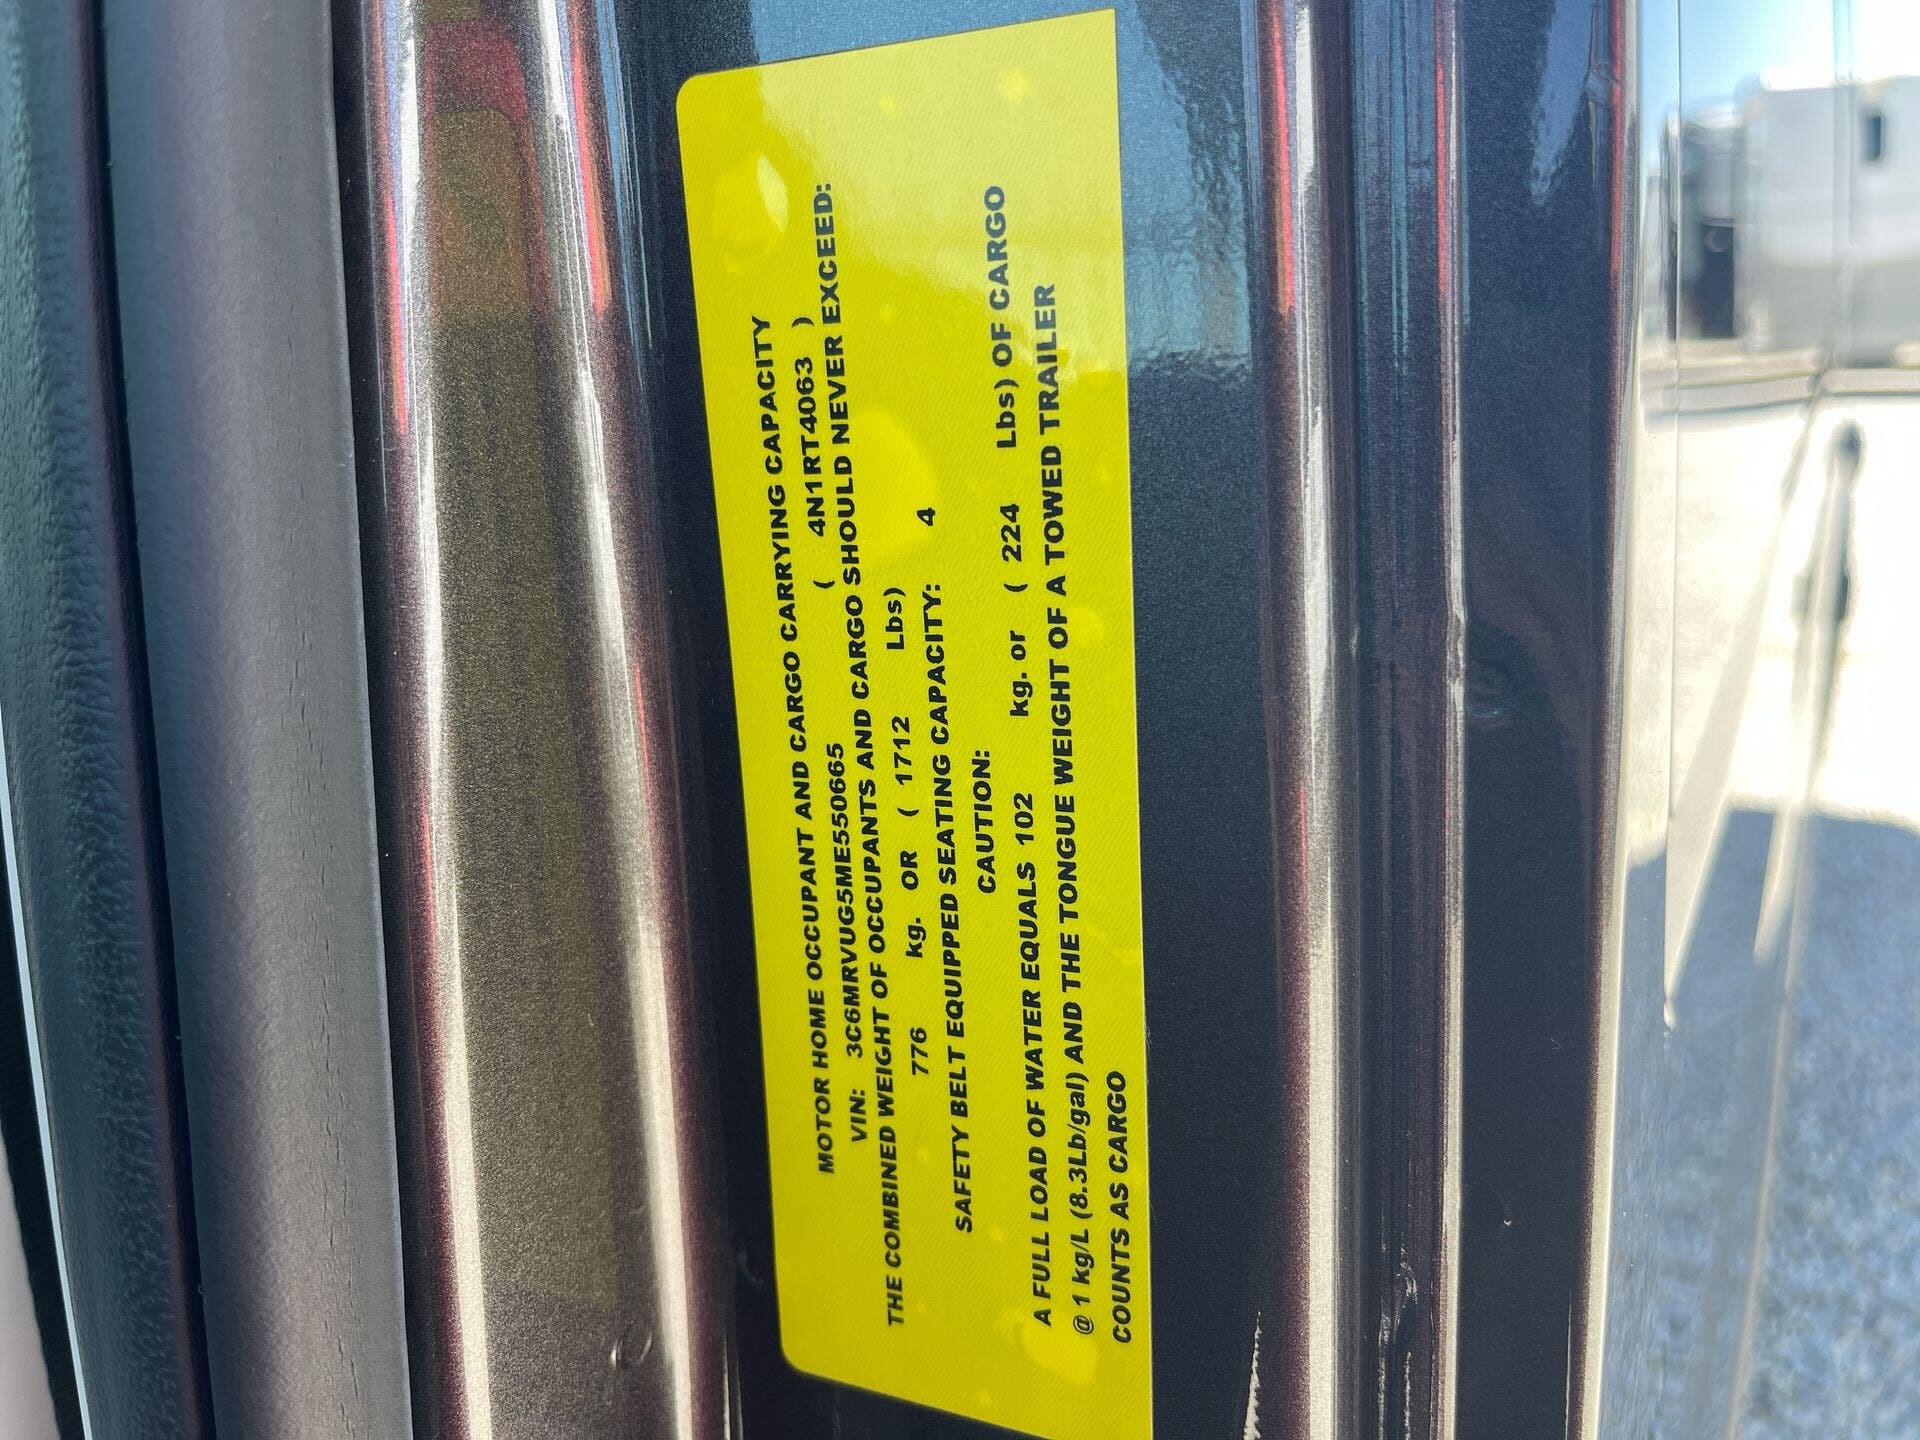 MOTOR HOME OCCUPANT AND CARGO CARRYING CAPACITY
VIN: 3C6MRVUG5ME550665 ( 4N1RT4063 )
THE COMBINED WEIGHT OF OCCUPANTS AND CARGO SHOULD NEVER EXCEED:
776 kg. OR ( 1712 Lbs)
SAFETY BELT EQUIPPED SEATING CAPACITY: 4
CAUTION:
A FULL LOAD OF WATER EQUALS 102 kg. or ( 224 Lbs) OF CARGO
@ 1 kg/L (8.3Lb/gal) AND THE TONGUE WEIGHT OF A TOWED TRAILER
COUNTS AS CARGO